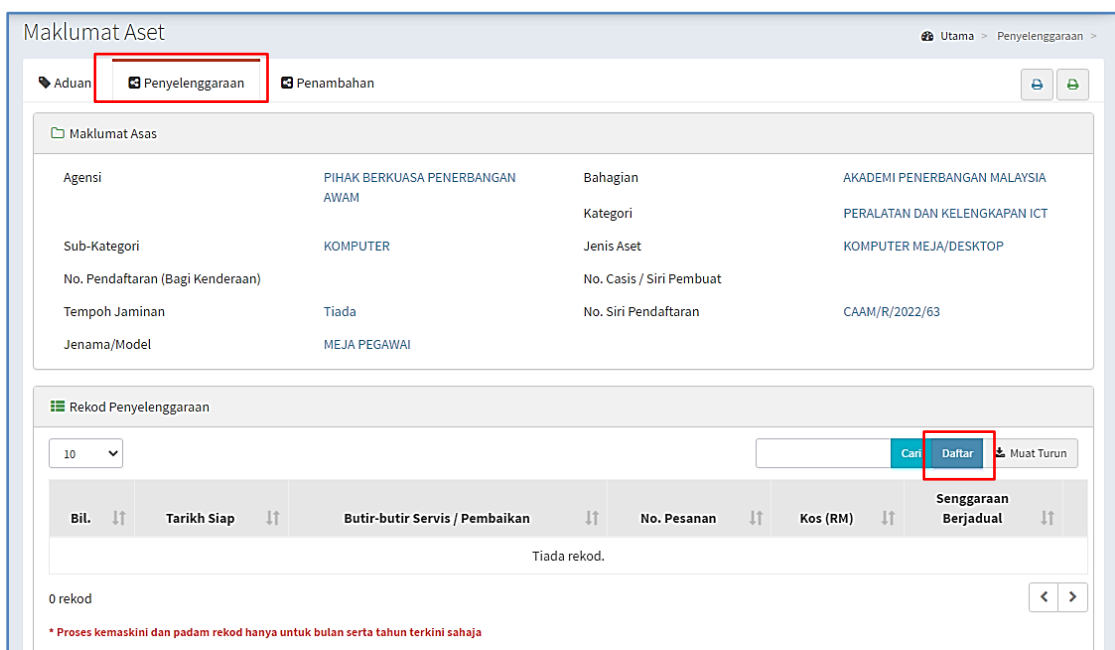 Maklumat Aset
Utama > Penyelenggaraan >
Aduan Penyelenggaraan Penambahan
Maklumat Asas
Agensi PIHAK BERKUASA PENERBANGAN AWAM Bahagian AKADEMI PENERBANGAN MALAYSIA
Kategori PERALATAN DAN KELENGKAPAN ICT
Sub-Kategori KOMPUTER Jenis Aset KOMPUTER MEJA/DESKTOP
No. Pendaftaran (Bagi Kenderaan) No. Casis / Siri Pembuat
Tempoh Jaminan Tiada No. Siri Pendaftaran CAAM/R/2022/63
Jenama/Model MEJA PEGAWAI
Rekod Penyelenggaraan
10 Cari Daftar Muat Turun
Bil. Tarikh Siap Butir-butir Servis / Pembaikan No. Pesanan Kos (RM) Senggaraan Berjadual
Tiada rekod.
0 rekod < >
* Proses kemaskini dan padam rekod hanya untuk bulan serta tahun terkini sahaja